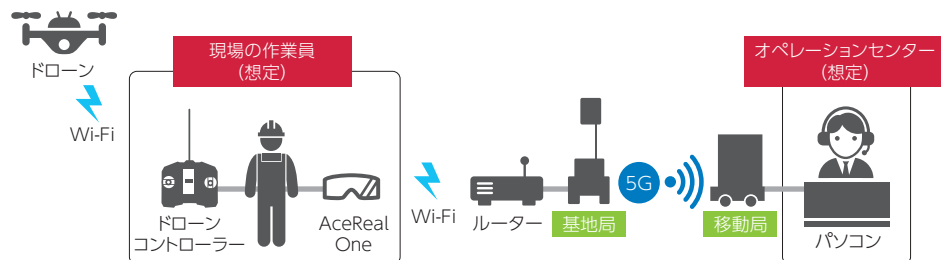 ドローン
Wi-Fi
現場の作業員
(想定)
ドローン
コントローラー
AceReal
One
Wi-Fi
ルーター
基地局
5G
移動局
オペレーションセンター
(想定)
パソコン